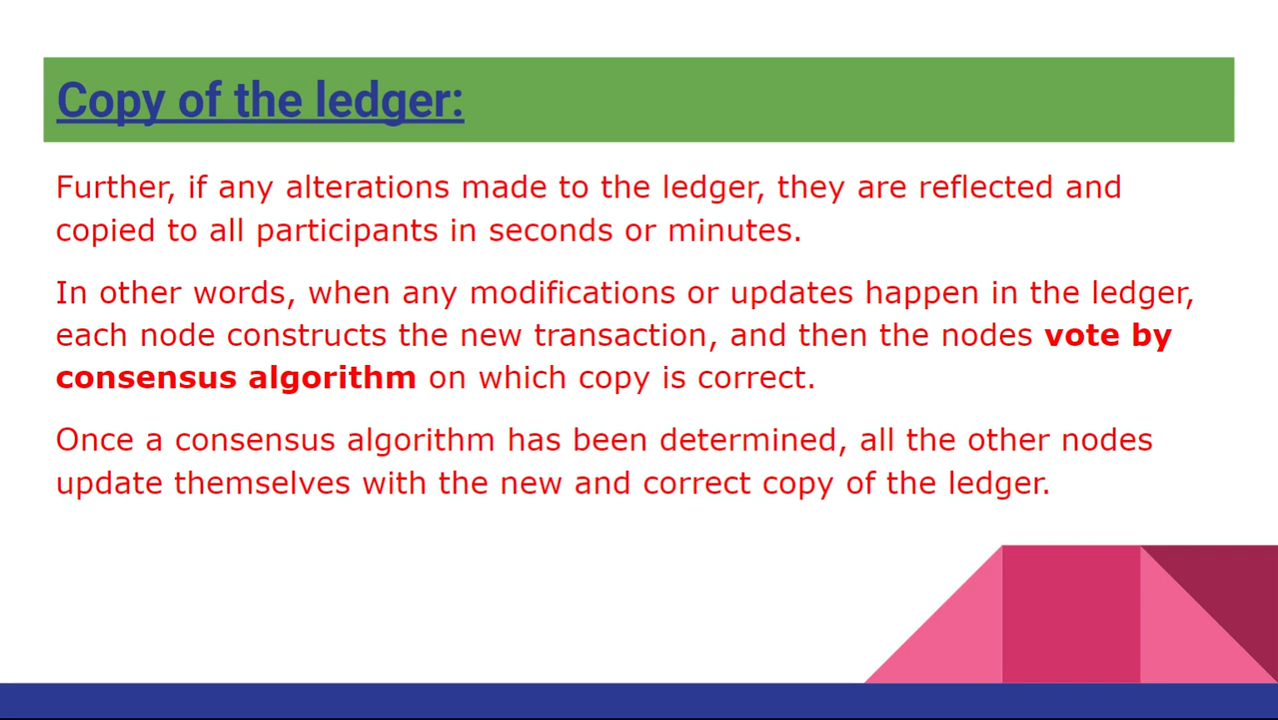 Copy of the ledger:
Further, if any alterations made to the ledger, they are reflected and
copied to all participants in seconds or minutes.
In other words, when any modifications or updates happen in the ledger,
each node constructs the new transaction, and then the nodes vote by
consensus algorithm on which copy is correct.
Once a consensus algorithm has been determined, all the other nodes
update themselves with the new and correct copy of the ledger.